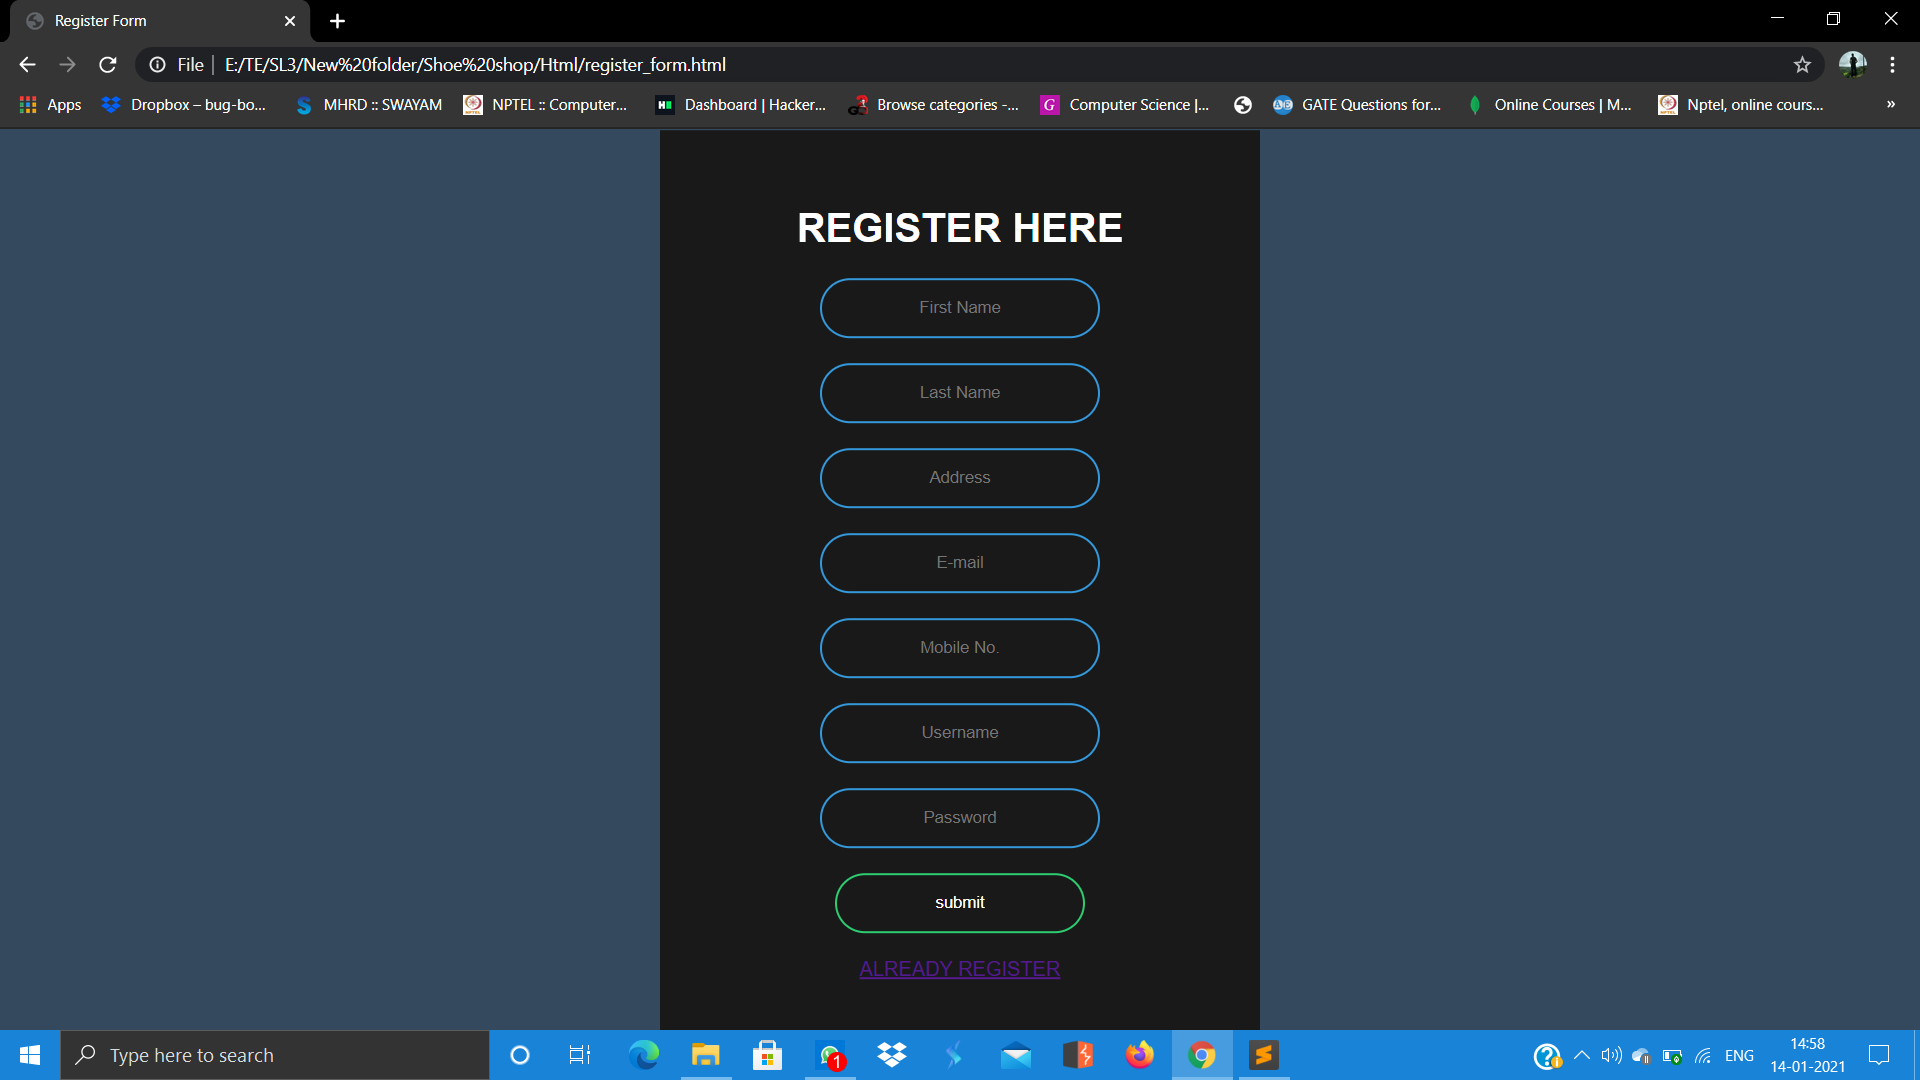 Register Form
File
E:/TE/SL3/New%20folder/Shoe%20shop/Html/register_form.html
Apps
Dropbox – bug-bo...
MHRD :: SWAYAM
NPTEL :: Computer...
Dashboard | Hacker...
Browse categories -...
Computer Science |...
GATE Questions for...
Online Courses | M...
Nptel, online cours...
»
REGISTER HERE
First Name
Last Name
Address
E-mail
Mobile No.
Username
Password
submit
ALREADY REGISTER
Type here to search
1
ENG
14:58
14-01-2021